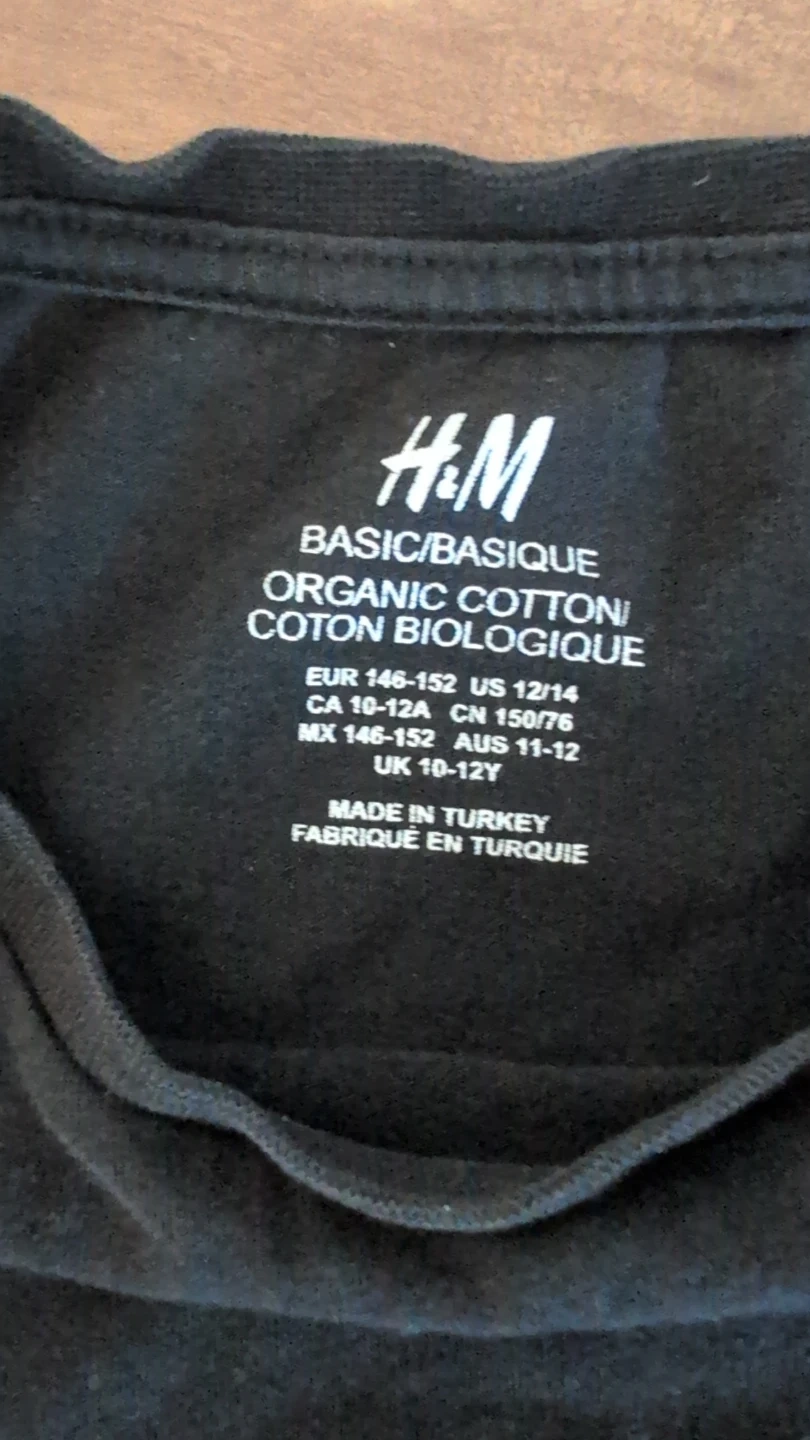 H&M
BASIC/BASIQUE
ORGANIC COTTON/
COTON BIOLOGIQUE
EUR 146-152 US 12/14
CA 10-12A CN 150/76
MX 146-152 AUS 11-12
UK 10-12Y
MADE IN TURKEY
FABRIQUÉ EN TURQUIE